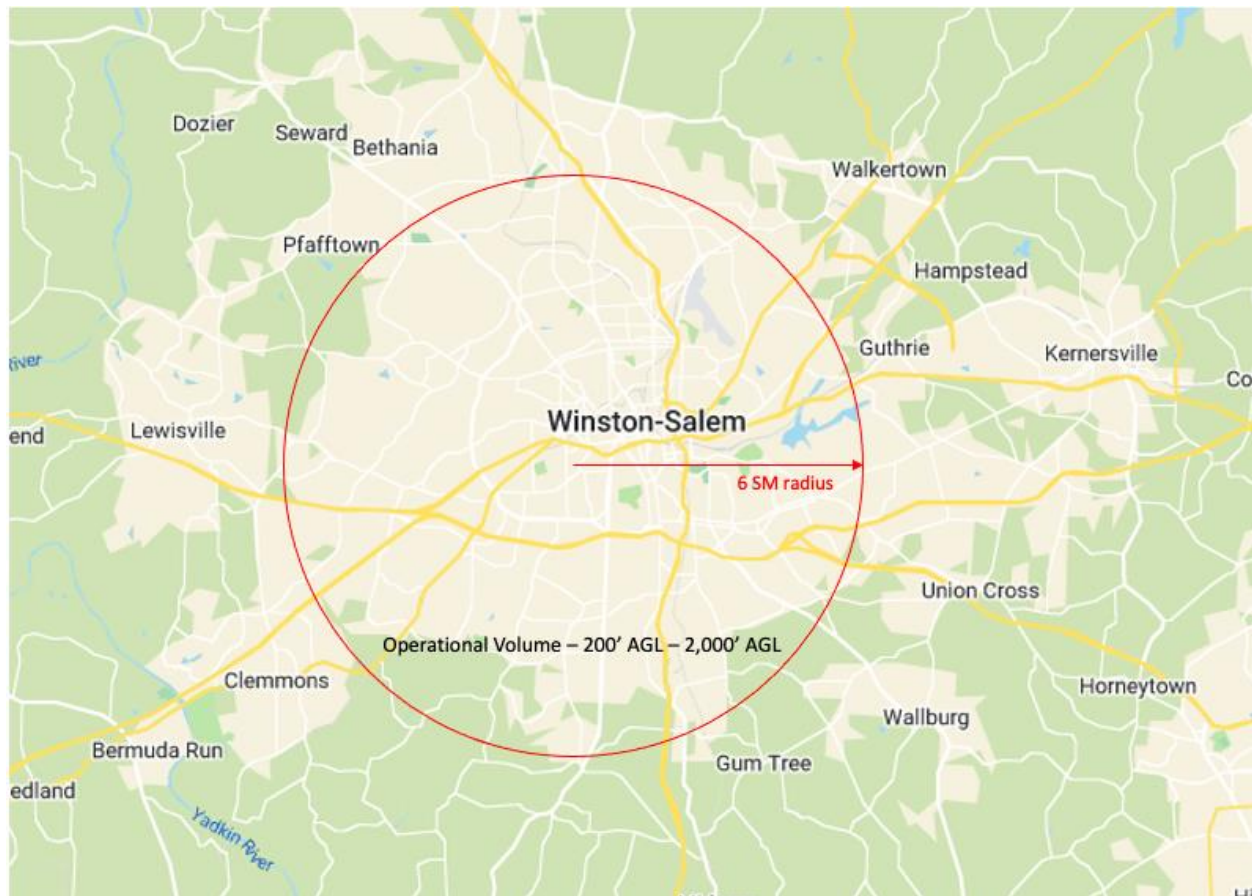 Dozier
Seward
Bethania
Walkertown
Pfafftown
Hampstead
Guthrie
Kernersville
River
Co
end
Lewisville
Winston-Salem
6 SM radius
Union Cross
Operational Volume – 200’ AGL – 2,000’ AGL
Clemmons
Horneytown
Wallburg
Bermuda Run
Gum Tree
edland
Yadkin River